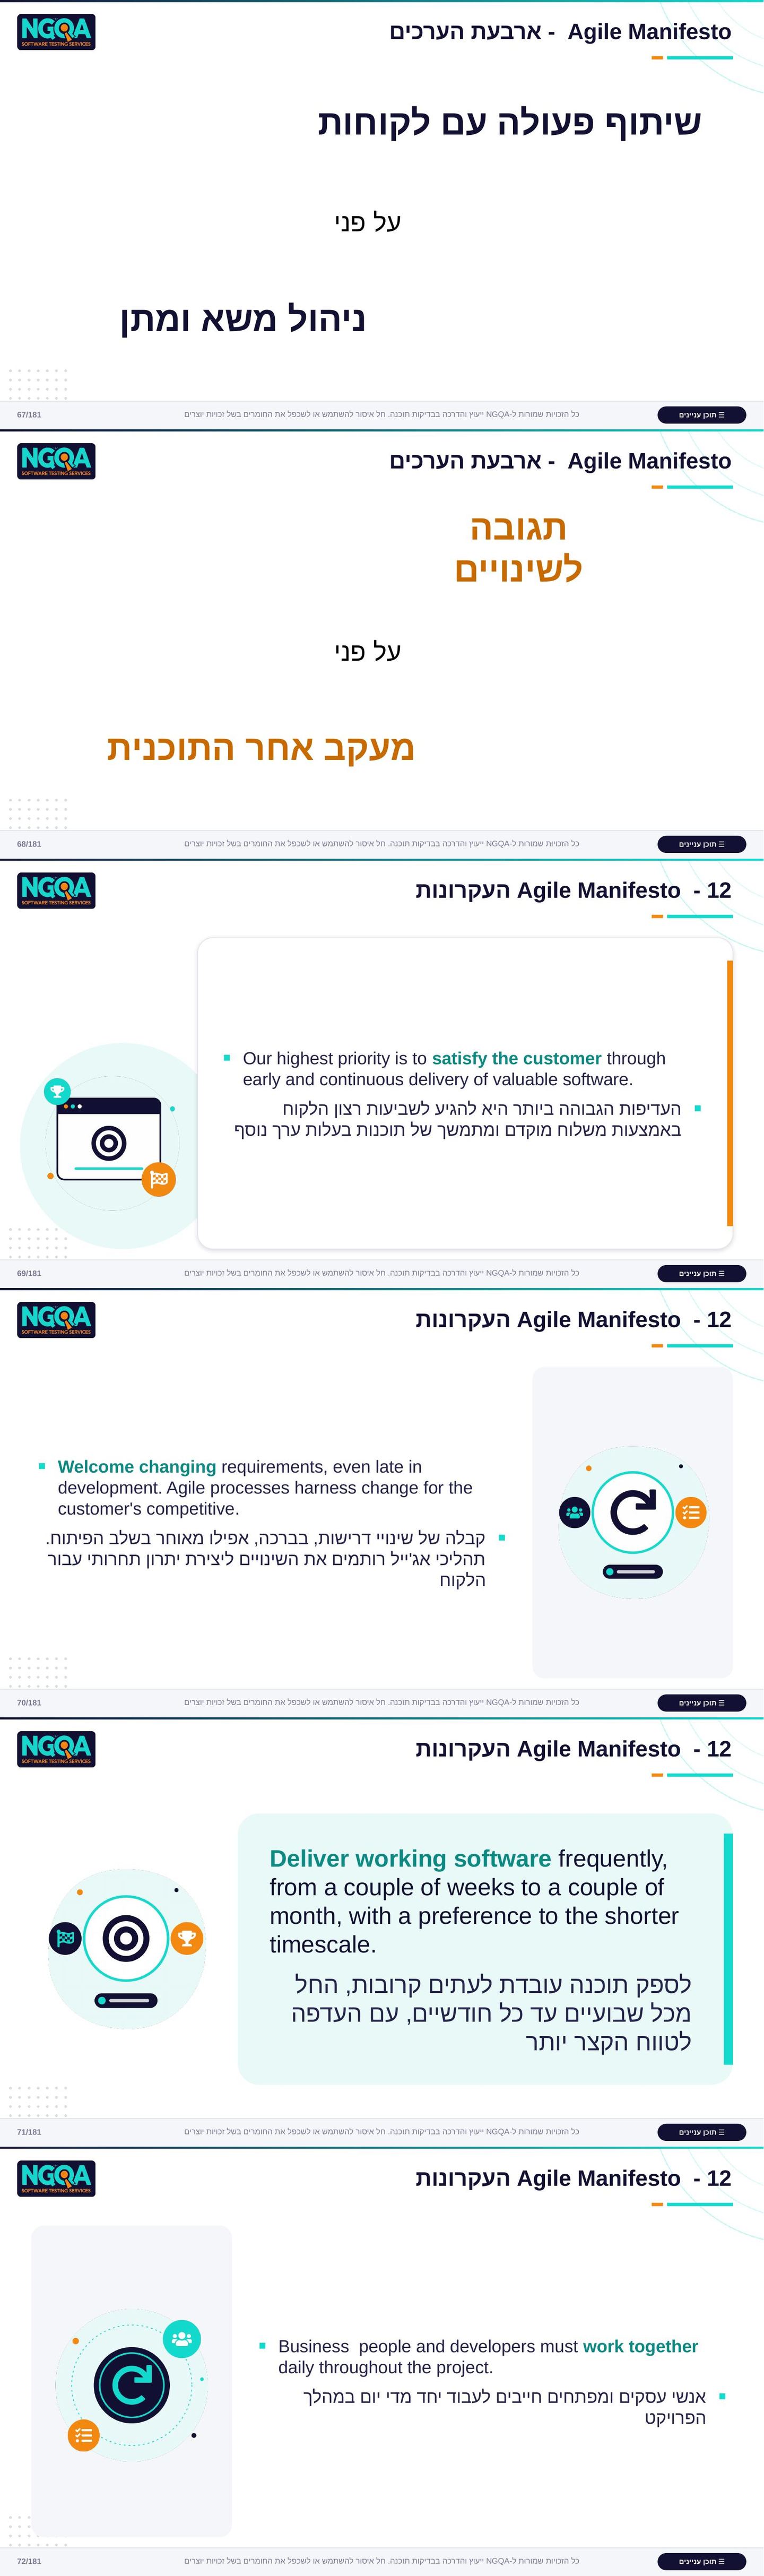 NGQA
SOFTWARE TESTING SERVICES
Agile Manifesto - ארבעת הערכים
שיתוף פעולה עם לקוחות
על פני
ניהול משא ומתן
67/181
כל הזכויות שמורות ל-NGQA ייעוץ והדרכה בבדיקות תוכנה. חל איסור להשתמש או לשכפל את החומרים בשל זכויות יוצרים
☰ תוכן עניינים
NGQA
SOFTWARE TESTING SERVICES
Agile Manifesto - ארבעת הערכים
תגובה
לשינויים
על פני
מעקב אחר התוכנית
68/181
כל הזכויות שמורות ל-NGQA ייעוץ והדרכה בבדיקות תוכנה. חל איסור להשתמש או לשכפל את החומרים בשל זכויות יוצרים
☰ תוכן עניינים
NGQA
SOFTWARE TESTING SERVICES
12 - Agile Manifesto העקרונות
Our highest priority is to satisfy the customer through
early and continuous delivery of valuable software.
העדיפות הגבוהה ביותר היא להגיע לשביעות רצון הלקוח
באמצעות משלוח מוקדם ומתמשך של תוכנות בעלות ערך נוסף
69/181
כל הזכויות שמורות ל-NGQA ייעוץ והדרכה בבדיקות תוכנה. חל איסור להשתמש או לשכפל את החומרים בשל זכויות יוצרים
☰ תוכן עניינים
NGQA
SOFTWARE TESTING SERVICES
12 - Agile Manifesto העקרונות
Welcome changing requirements, even late in
development. Agile processes harness change for the
customer's competitive.
קבלה של שינויי דרישות, בברכה, אפילו מאוחר בשלב הפיתוח.
תהליכי אג'ייל רותמים את השינויים ליצירת יתרון תחרותי עבור
הלקוח
70/181
כל הזכויות שמורות ל-NGQA ייעוץ והדרכה בבדיקות תוכנה. חל איסור להשתמש או לשכפל את החומרים בשל זכויות יוצרים
☰ תוכן עניינים
NGQA
SOFTWARE TESTING SERVICES
12 - Agile Manifesto העקרונות
Deliver working software frequently,
from a couple of weeks to a couple of
month, with a preference to the shorter
timescale.
לספק תוכנה עובדת לעתים קרובות, החל
מכל שבועיים עד כל חודשיים, עם העדפה
לטווח הקצר יותר
71/181
כל הזכויות שמורות ל-NGQA ייעוץ והדרכה בבדיקות תוכנה. חל איסור להשתמש או לשכפל את החומרים בשל זכויות יוצרים
☰ תוכן עניינים
NGQA
SOFTWARE TESTING SERVICES
12 - Agile Manifesto העקרונות
Business people and developers must work together
daily throughout the project.
אנשי עסקים ומפתחים חייבים לעבוד יחד מדי יום במהלך
הפרויקט
72/181
כל הזכויות שמורות ל-NGQA ייעוץ והדרכה בבדיקות תוכנה. חל איסור להשתמש או לשכפל את החומרים בשל זכויות יוצרים
☰ תוכן עניינים